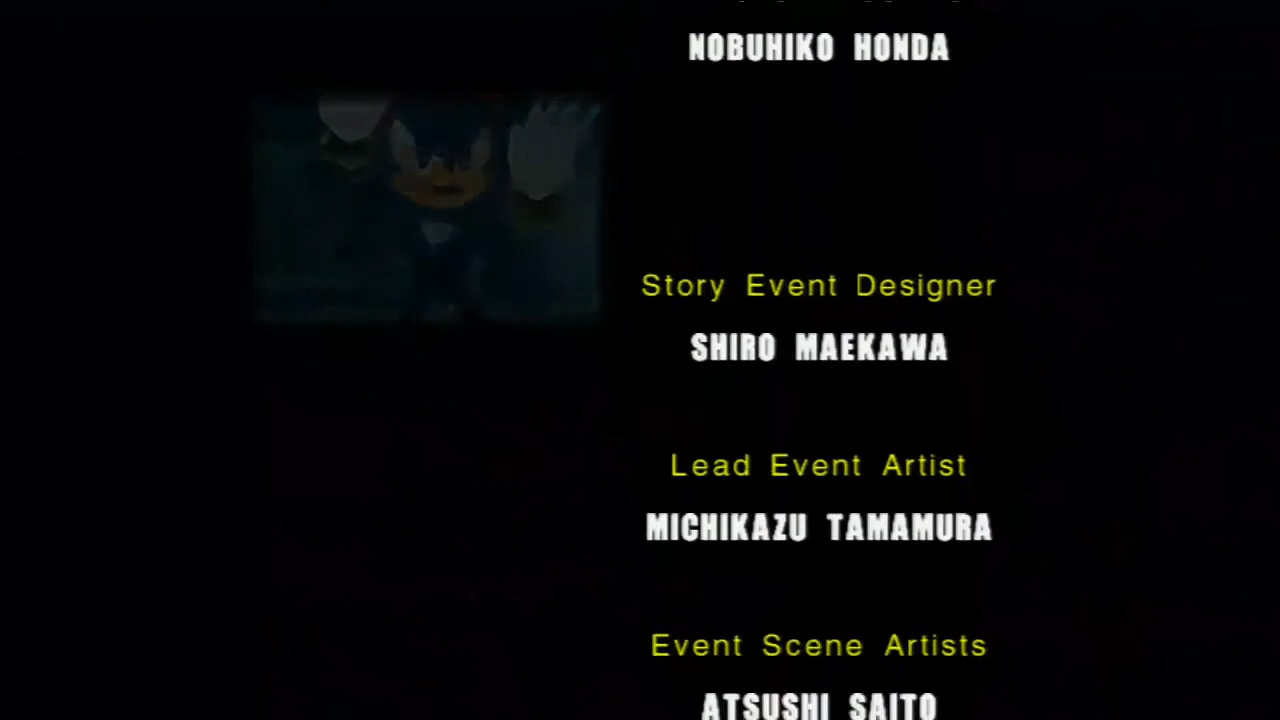 NOBUHIKO HONDA
Story Event Designer
SHIRO MAEKAWA
Lead Event Artist
MICHIKAZU TAMAMURA
Event Scene Artists
ATSUSHI SAITO